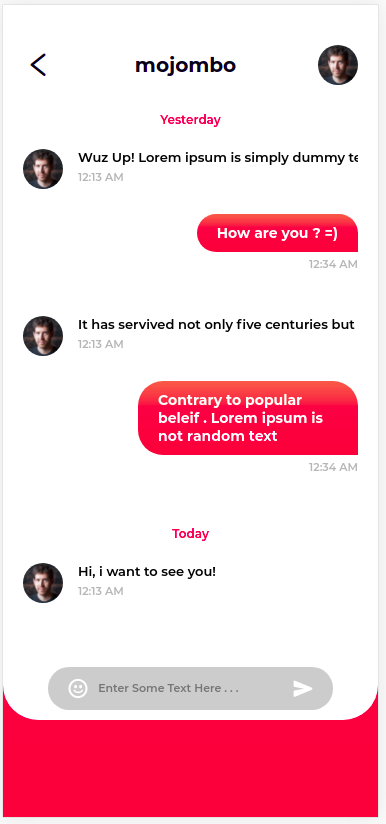 mojombo
Yesterday
Wuz Up! Lorem ipsum is simply dummy te
12:13 AM
How are you ? =)
12:34 AM
It has servived not only five centuries but
12:13 AM
Contrary to popular
beleif . Lorem ipsum is
not random text
12:34 AM
Today
Hi, i want to see you!
12:13 AM
Enter Some Text Here . . .